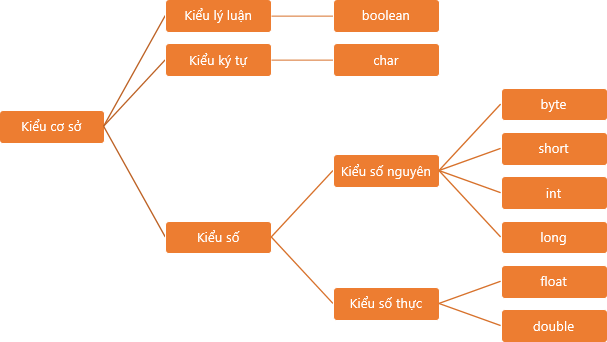 Kiểu lý luận
boolean
Kiểu ký tự
char
Kiểu cơ sở
byte
short
Kiểu số nguyên
int
Kiểu số
long
float
Kiểu số thực
double